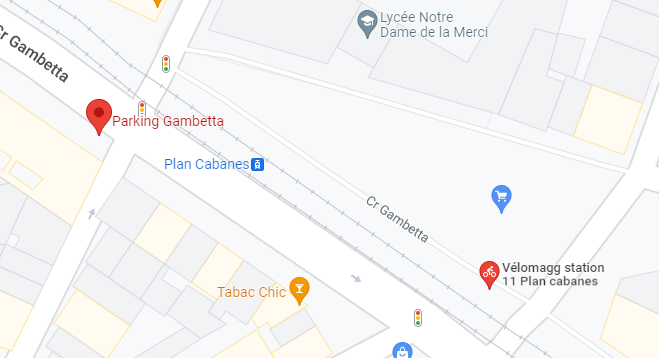 Lycée Notre
Dame de la Merci
Cr Gambetta
Parking Gambetta
Plan Cabanes
Cr Gambetta
Vélomagg station
11 Plan cabanes
Tabac Chic